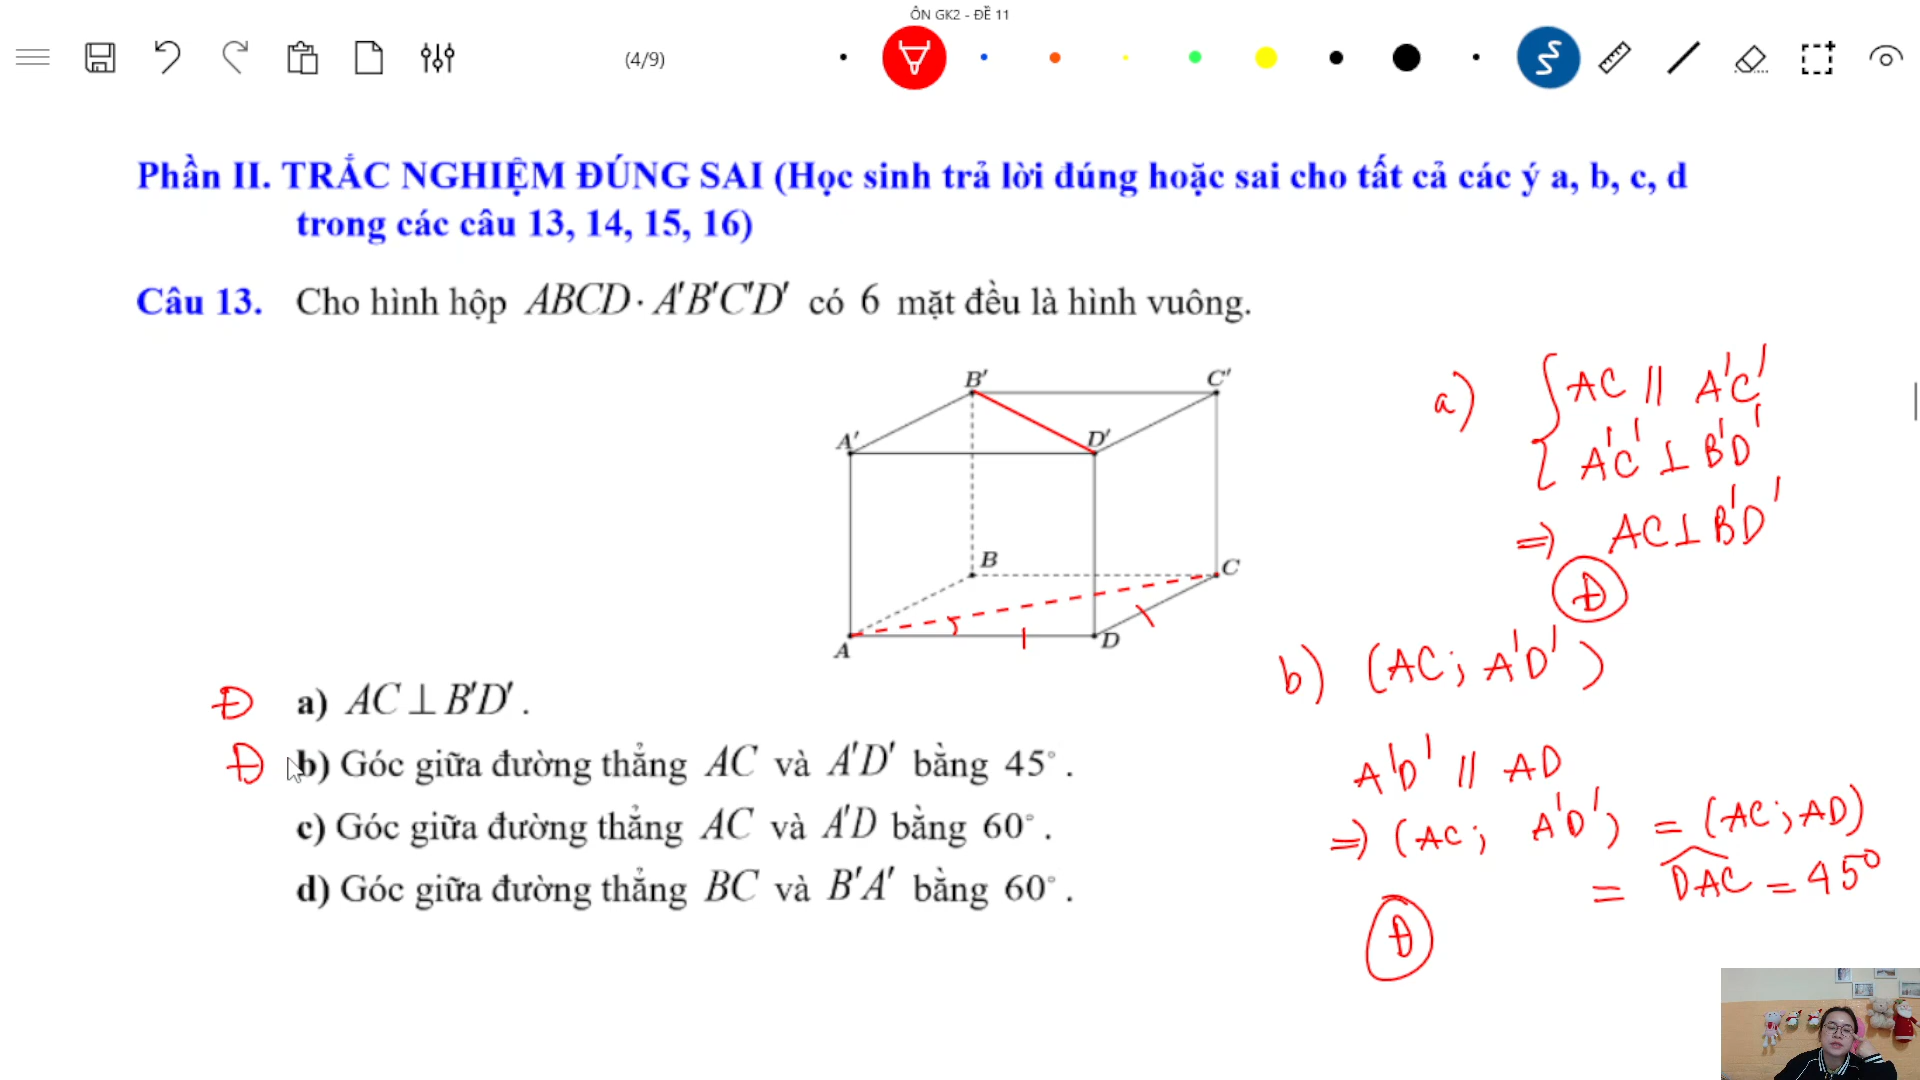 ÔN GK2 - ĐỀ 11
(4/9)
Phần II. TRẮC NGHIỆM ĐÚNG SAI (Học sinh trả lời đúng hoặc sai cho tất cả các ý a, b, c, d
trong các câu 13, 14, 15, 16)
Câu 13. Cho hình hộp ABCD · A'B'C'D' có 6 mặt đều là hình vuông.
B'
C'
A'
D'
B
C
A
D
Đ a) AC ⊥ B'D'.
Đ b) Góc giữa đường thẳng AC và A'D' bằng 45°.
c) Góc giữa đường thẳng AC và A'D bằng 60°.
d) Góc giữa đường thẳng BC và B'A' bằng 60°.
a) { AC // A'C'
A'C' ⊥ B'D'
⇒ AC ⊥ B'D'
Đ
b) (AC; A'D')
A'D' // AD
⇒ (AC; A'D') = (AC; AD)
= DAC = 45°
Đ